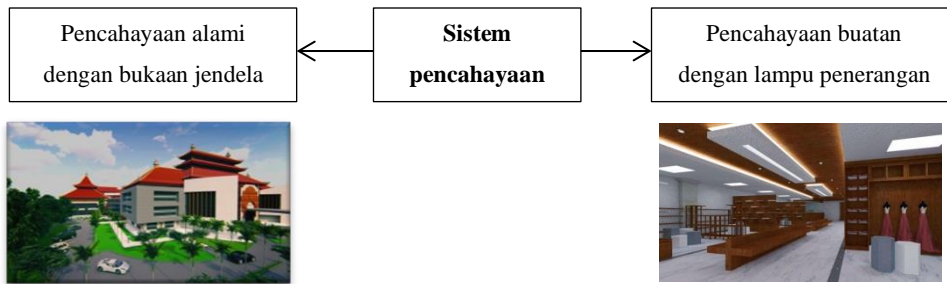 Pencahayaan alami
dengan bukaan jendela
Sistem
pencahayaan
Pencahayaan buatan
dengan lampu penerangan